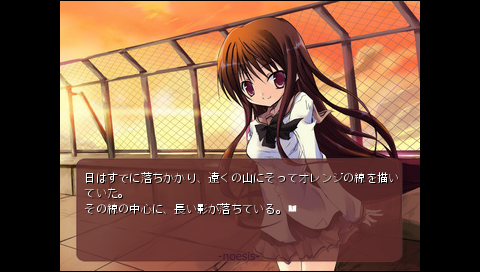 日はすでに落ちかかり、遠くの山にそってオレンジの線を描い
ていた。
その線の中心に、長い影が落ちている。
-noesis-